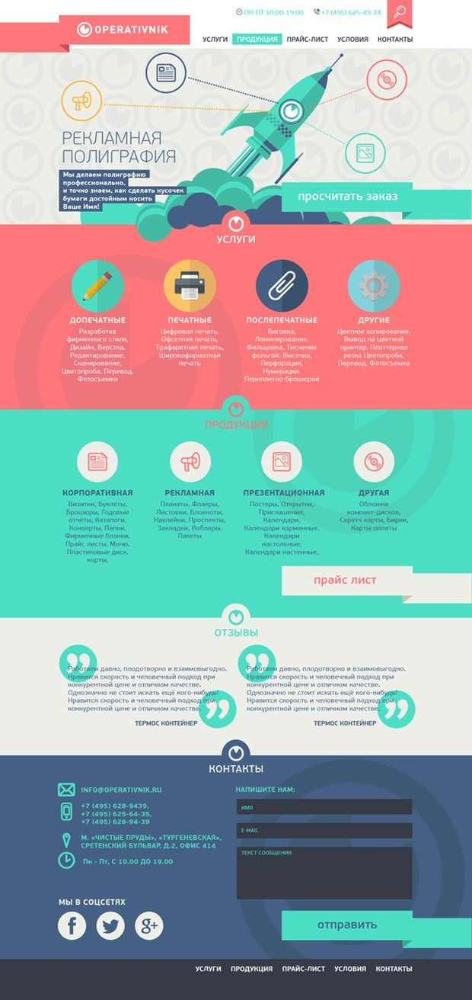 ПН-ПТ 10:00-19:00
+7 (495) 625-49-74
OPERATIVNIK
УСЛУГИ ПРОДУКЦИЯ ПРАЙС-ЛИСТ УСЛОВИЯ КОНТАКТЫ
РЕКЛАМНАЯ
ПОЛИГРАФИЯ
Мы делаем полиграфию
профессионально,
и точно знаем, как сделать кусочек
бумаги достойным носить
Ваше Имя!
просчитать заказ
УСЛУГИ
ДОПЕЧАТНЫЕ
Разработка
фирменного стиля,
Дизайн, Верстка,
Редактирование,
Сканирование,
Цветопроба, Перевод,
Фотосъемка
ПЕЧАТНЫЕ
Цифровая печать,
Офсетная печать,
Трафаретная печать,
Широкоформатная
печать
ПОСЛЕПЕЧАТНЫЕ
Биговка,
Ламинирование,
Фальцовка, Тиснение
фольгой, Высечка,
Перфорация,
Нумерация,
Переплетно-брошюров
ДРУГИЕ
Цветное копирование,
Вывод на цветной
принтер, Плоттерная
резка Цветопроба,
Перевод, Фотосъемка
ПРОДУКЦИЯ
КОРПОРАТИВНАЯ
Визитки, Буклеты,
Брошюры, Годовые
отчёты, Каталоги,
Конверты, Папки,
Фирменные бланки,
Прайс листы, Меню,
Пластиковые диск.
карты,
РЕКЛАМНАЯ
Плакаты, Флаеры,
Листовки, Блокноты,
Наклейки, Проспекты,
Закладки, Воблеры,
Пакеты
ПРЕЗЕНТАЦИОННАЯ
Постеры, Открытки,
Приглашения,
Календари,
Календари карманные,
Календари
настольные,
Календари настенные,
ДРУГАЯ
Обложки
компакт-дисков,
Скретч карты, Бирки,
Карты оплаты
прайс лист
ОТЗЫВЫ
Работаем давно, плодотворно и взаимовыгодно.
Нравится скорость и человечный подход при
конкурентной цене и отличном качестве.
Однозначно не стоит искать ещё кого-нибудь!
Нравится скорость и человечный подход при
конкурентной цене и отличном качестве.
ТЕРМОС КОНТЕЙНЕР
Работаем давно, плодотворно и взаимовыгодно.
Нравится скорость и человечный подход при
конкурентной цене и отличном качестве.
Однозначно не стоит искать ещё кого-нибудь!
Нравится скорость и человечный подход при
конкурентной цене и отличном качестве.
ТЕРМОС КОНТЕЙНЕР
КОНТАКТЫ
INFO@OPERATIVNIK.RU
+7 (495) 628-9439,
+7 (495) 625-64-35,
+7 (495) 628-94-39
М. «ЧИСТЫЕ ПРУДЫ», «ТУРГЕНЕВСКАЯ»,
СРЕТЕНСКИЙ БУЛЬВАР, Д.2, ОФИС 414
Пн - Пт, С 10.00 ДО 19.00
МЫ В СОЦСЕТЯХ
НАПИШИТЕ НАМ:
ИМЯ
E-MAIL
ТЕКСТ СООБЩЕНИЯ
отправить
УСЛУГИ ПРОДУКЦИЯ ПРАЙС-ЛИСТ УСЛОВИЯ КОНТАКТЫ